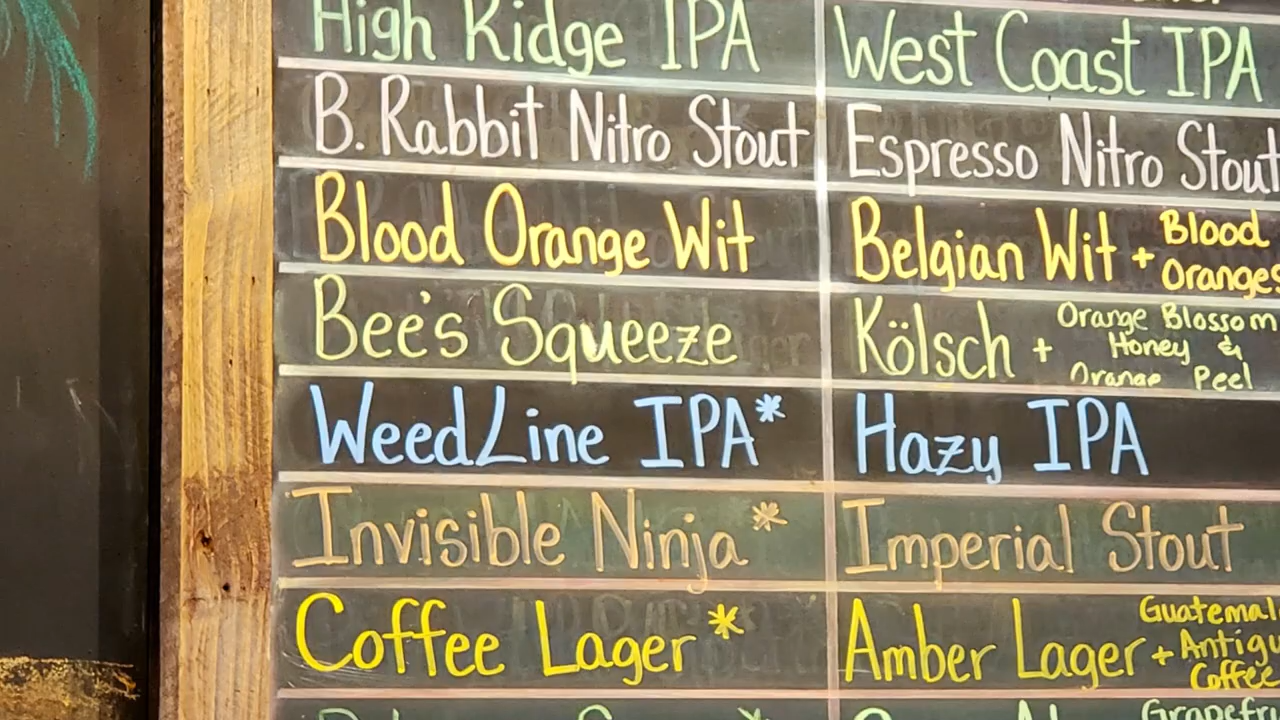 High Ridge IPA West Coast IPA
B. Rabbit Nitro Stout Espresso Nitro Stout
Blood Orange Wit Belgian Wit + Blood Oranges
Bee's Squeeze Kölsch + Orange Blossom Honey & Orange Peel
WeedLine IPA* Hazy IPA
Invisible Ninja* Imperial Stout
Coffee Lager* Amber Lager + Guatemal Antigu Coffee